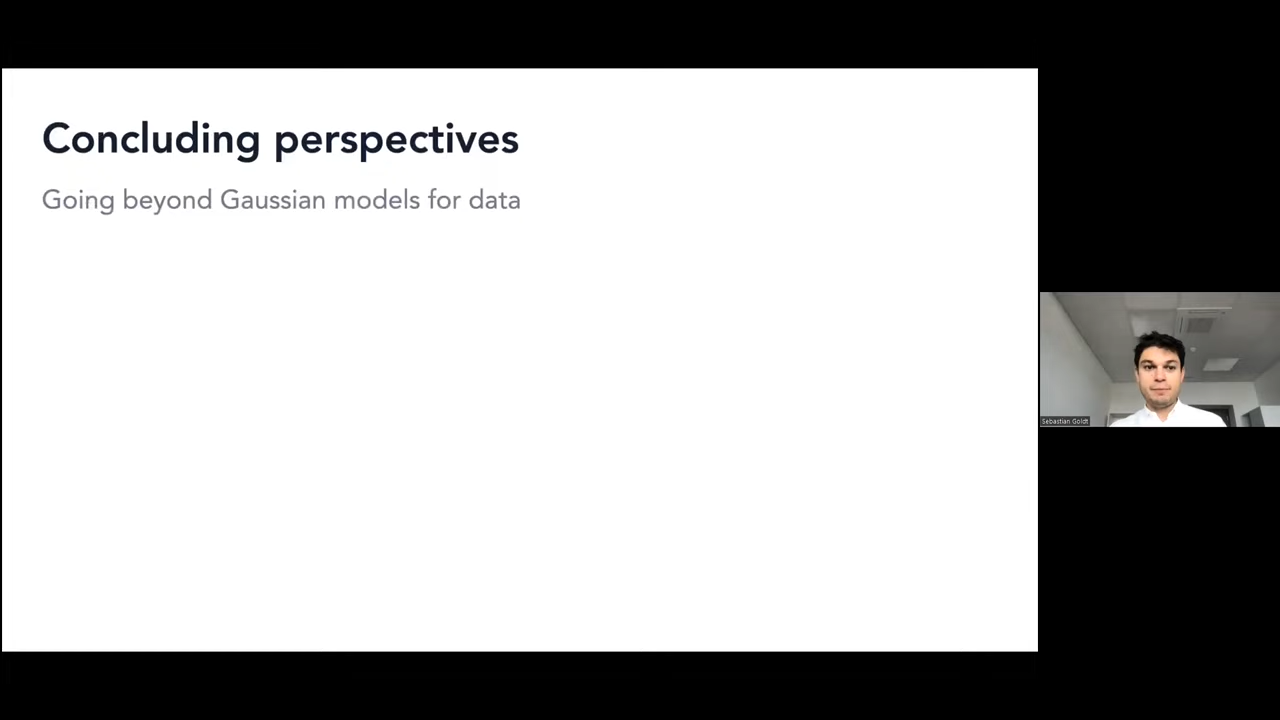 Concluding perspectives
Going beyond Gaussian models for data
Sebastian Goldt